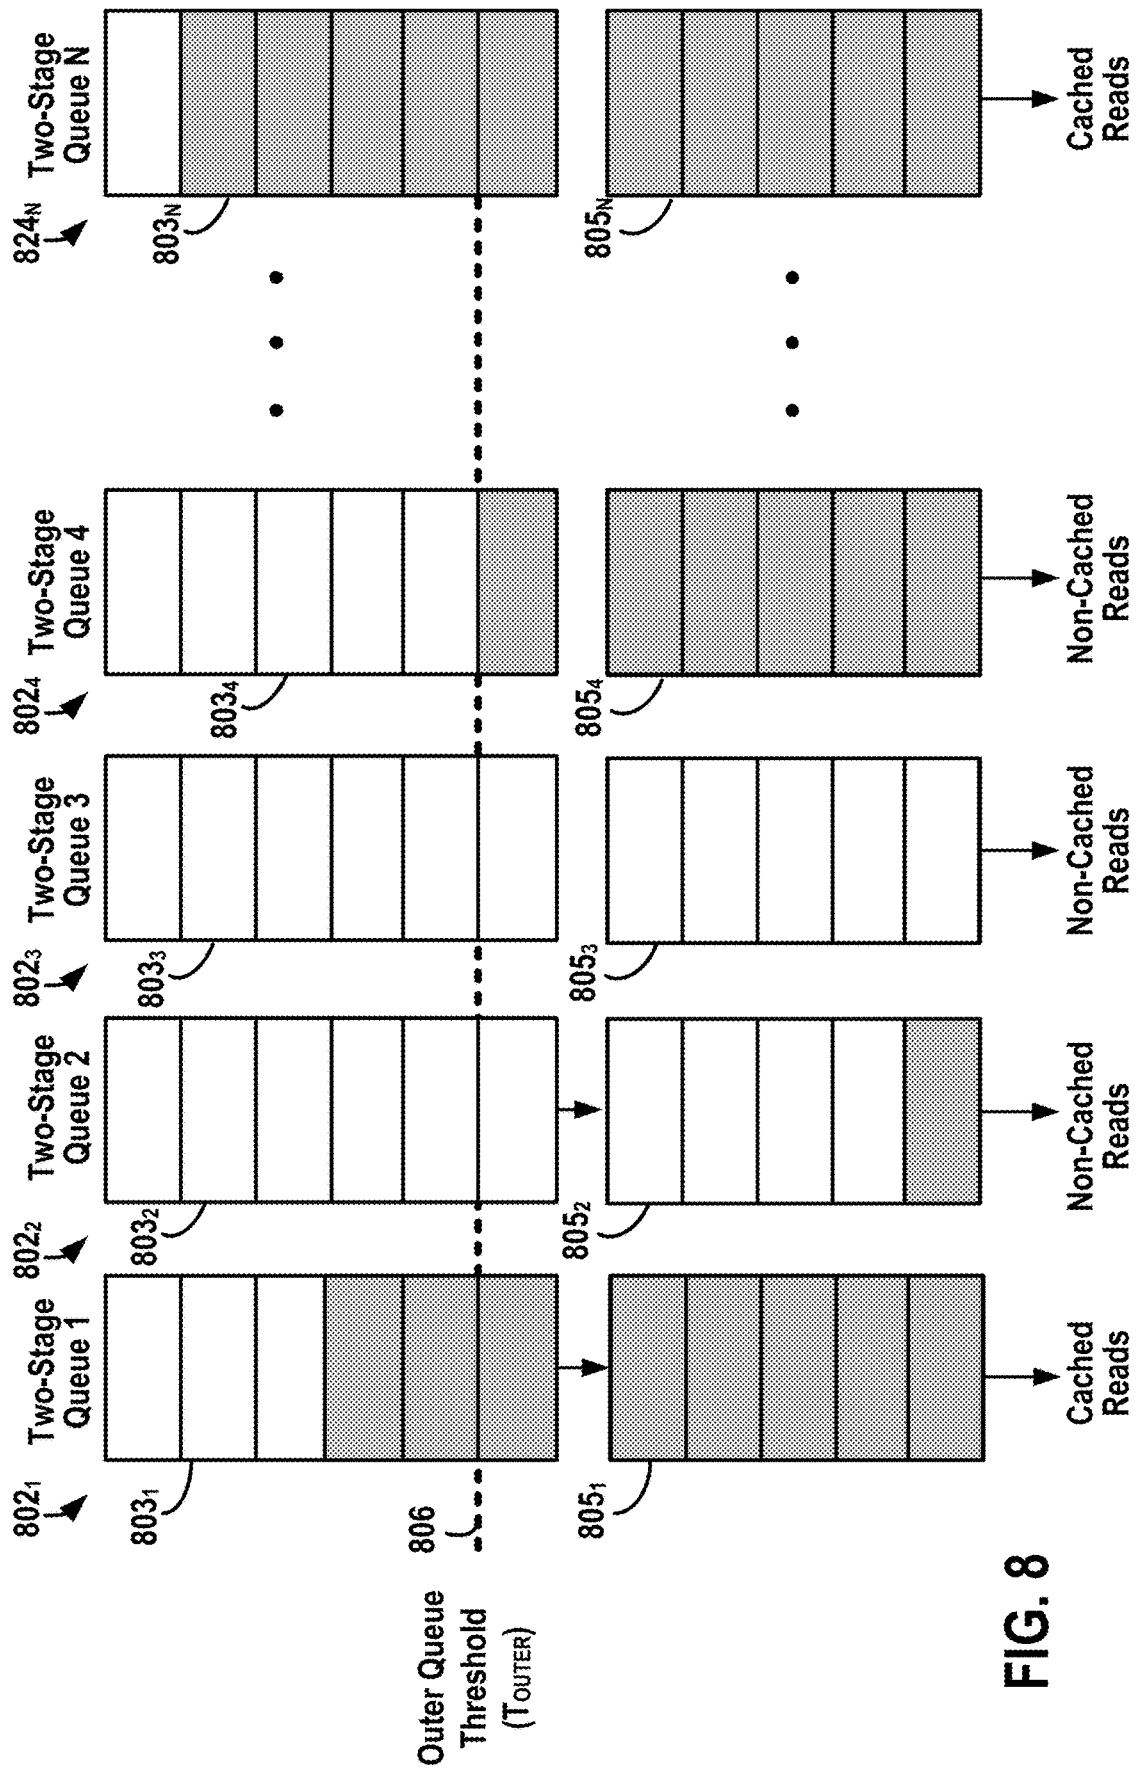 Two-Stage
Queue 1
Two-Stage
Queue 2
Two-Stage
Queue 3
Two-Stage
Queue 4
Two-Stage
Queue N
802₁
802₂
802₃
802₄
824N
803₁
803₂
803₃
803₄
803N
Outer Queue
Threshold
(TOUTER)
806
805₁
805₂
805₃
805₄
805N
Cached
Reads
Non-Cached
Reads
Non-Cached
Reads
Non-Cached
Reads
Cached
Reads
FIG. 8